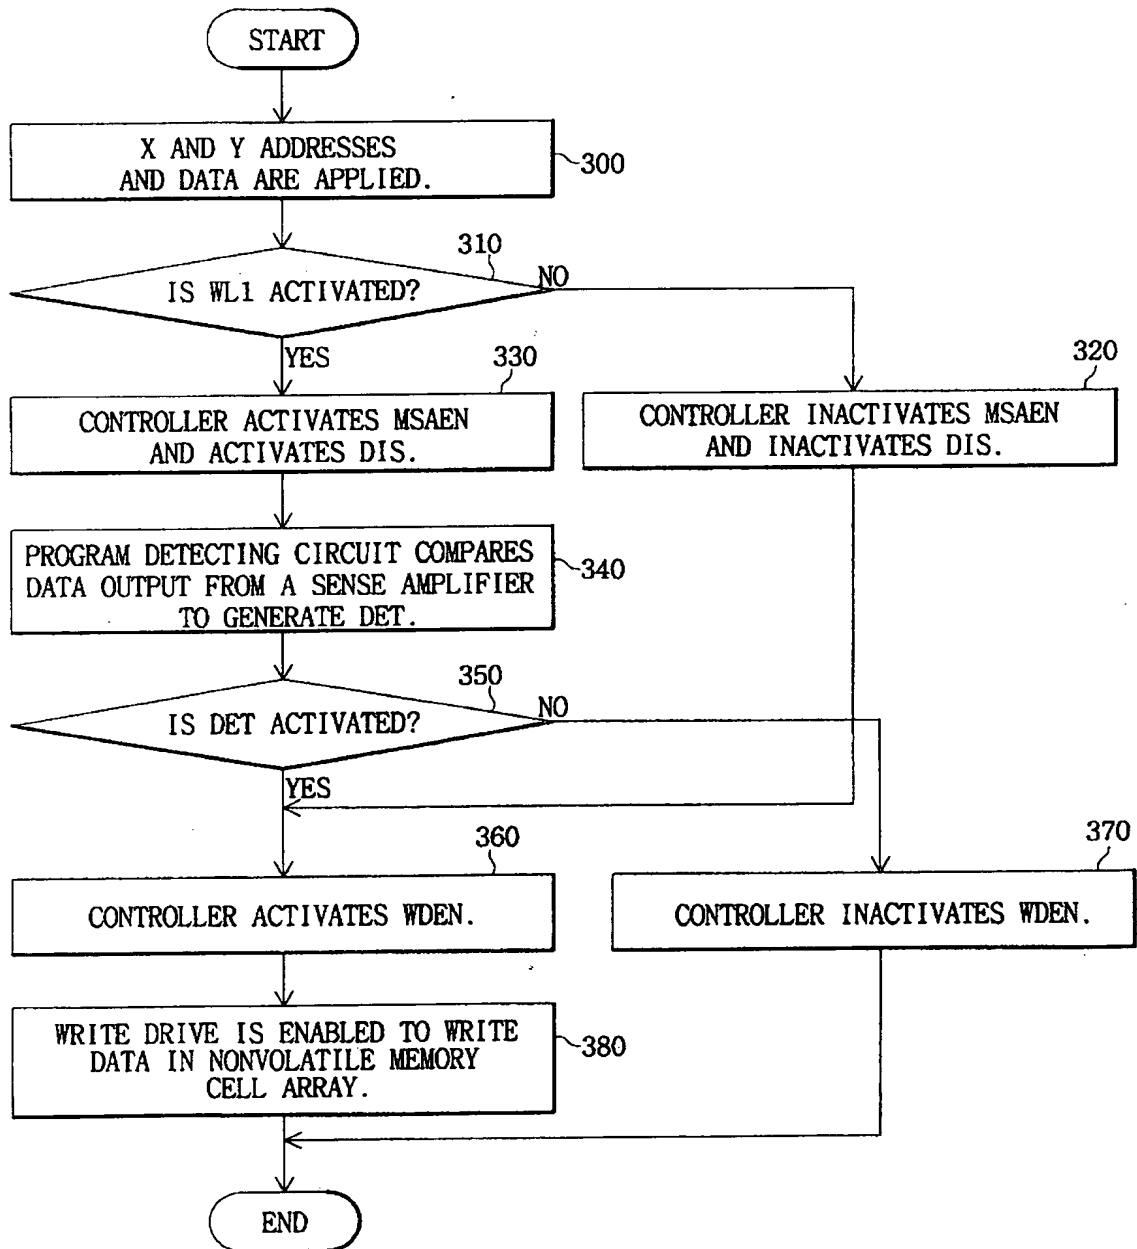 START
X AND Y ADDRESSES
AND DATA ARE APPLIED.
300
310
IS WL1 ACTIVATED?
NO
YES
330
CONTROLLER ACTIVATES MSAEN
AND ACTIVATES DIS.
320
CONTROLLER INACTIVATES MSAEN
AND INACTIVATES DIS.
PROGRAM DETECTING CIRCUIT COMPARES
DATA OUTPUT FROM A SENSE AMPLIFIER
TO GENERATE DET.
340
350
IS DET ACTIVATED?
NO
YES
360
CONTROLLER ACTIVATES WDEN.
370
CONTROLLER INACTIVATES WDEN.
WRITE DRIVE IS ENABLED TO WRITE
DATA IN NONVOLATILE MEMORY
CELL ARRAY.
380
END